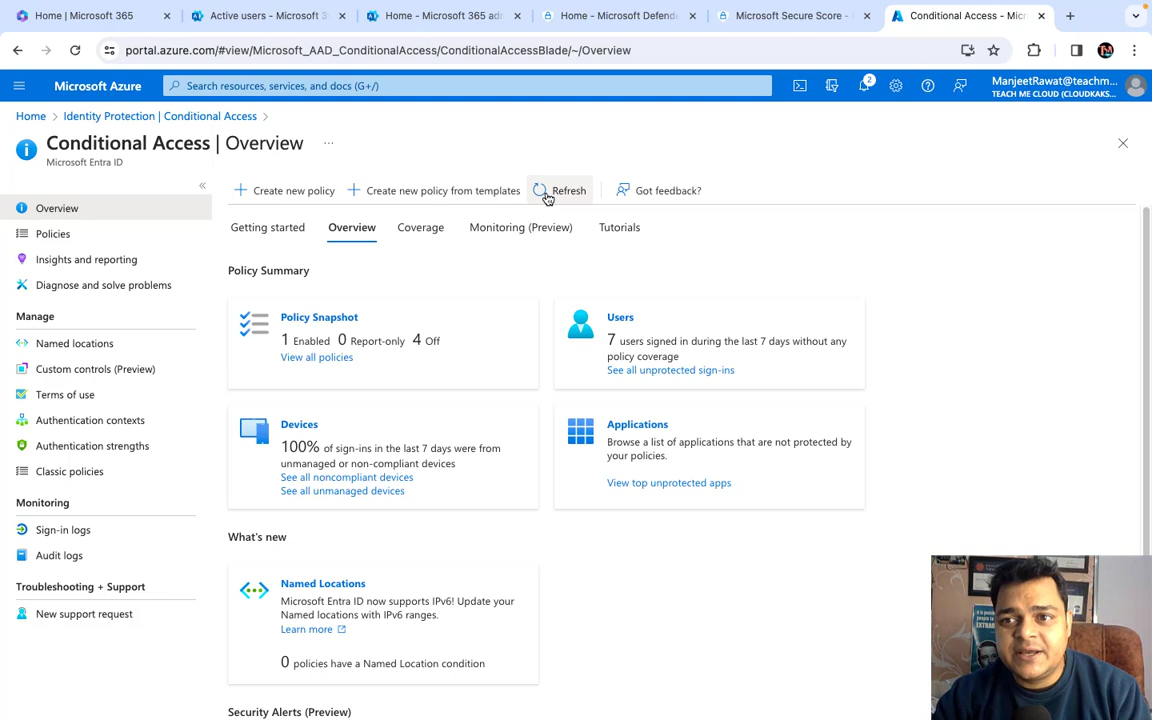 Home | Microsoft 365
Active users - Microsoft 3
Home - Microsoft 365 adm
Home - Microsoft Defende
Microsoft Secure Score -
Conditional Access - Micr
portal.azure.com/#view/Microsoft_AAD_ConditionalAccess/ConditionalAccessBlade/~/Overview
Microsoft Azure
Search resources, services, and docs (G+/)
2
ManjeetRawat@teachm...
TEACH ME CLOUD (CLOUDKAKS...
Home > Identity Protection | Conditional Access >
Conditional Access | Overview ...
Microsoft Entra ID
Create new policy
Create new policy from templates
Refresh
Got feedback?
Overview
Policies
Insights and reporting
Diagnose and solve problems
Manage
Named locations
Custom controls (Preview)
Terms of use
Authentication contexts
Authentication strengths
Classic policies
Monitoring
Sign-in logs
Audit logs
Troubleshooting + Support
New support request
Getting started
Overview
Coverage
Monitoring (Preview)
Tutorials
Policy Summary
Policy Snapshot
1 Enabled 0 Report-only 4 Off
View all policies
Users
7 users signed in during the last 7 days without any
policy coverage
See all unprotected sign-ins
Devices
100% of sign-ins in the last 7 days were from
unmanaged or non-compliant devices
See all noncompliant devices
See all unmanaged devices
Applications
Browse a list of applications that are not protected by
your policies.
View top unprotected apps
What's new
Named Locations
Microsoft Entra ID now supports IPv6! Update your
Named locations with IPv6 ranges.
Learn more
0 policies have a Named Location condition
Security Alerts (Preview)